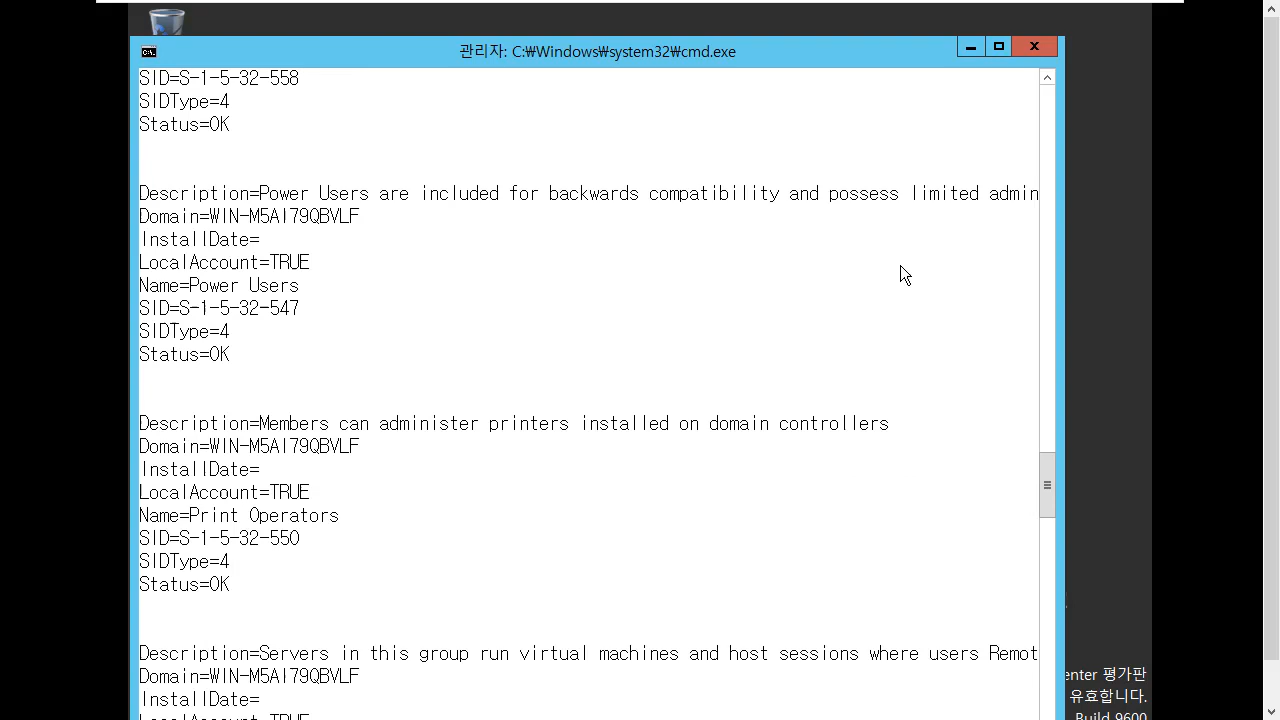 관리자: C:₩Windows₩system32₩cmd.exe
SID=S-1-5-32-558
SIDType=4
Status=OK
Description=Power Users are included for backwards compatibility and possess limited admin
Domain=WIN-M5AI79QBVLF
InstallDate=
LocalAccount=TRUE
Name=Power Users
SID=S-1-5-32-547
SIDType=4
Status=OK
Description=Members can administer printers installed on domain controllers
Domain=WIN-M5AI79QBVLF
InstallDate=
LocalAccount=TRUE
Name=Print Operators
SID=S-1-5-32-550
SIDType=4
Status=OK
Description=Servers in this group run virtual machines and host sessions where users Remot
Domain=WIN-M5AI79QBVLF
InstallDate=
LocalAccount=TRUE
enter 평가판
유효합니다.
Build 9600